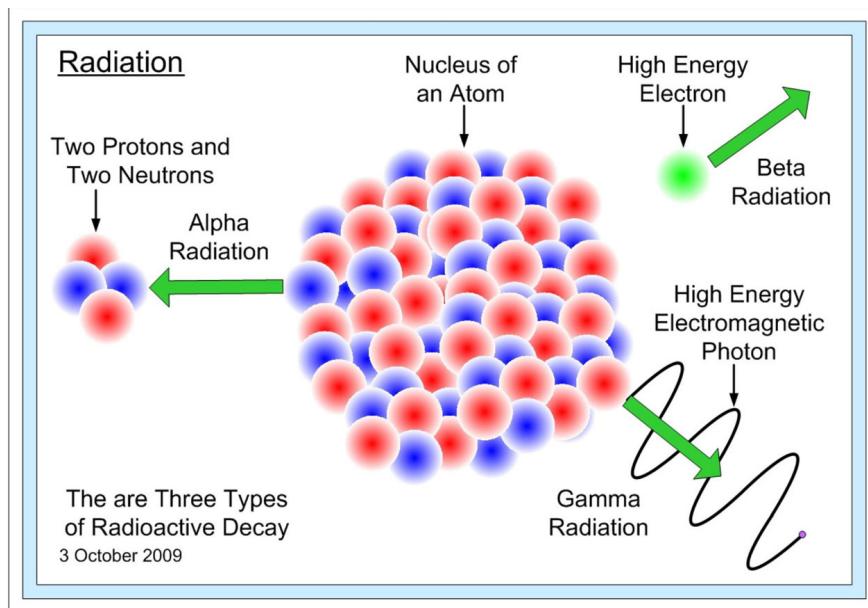 Radiation
Nucleus of
an Atom
High Energy
Electron
Two Protons and
Two Neutrons
Beta
Radiation
Alpha
Radiation
High Energy
Electromagnetic
Photon
Gamma
Radiation
The are Three Types
of Radioactive Decay
3 October 2009